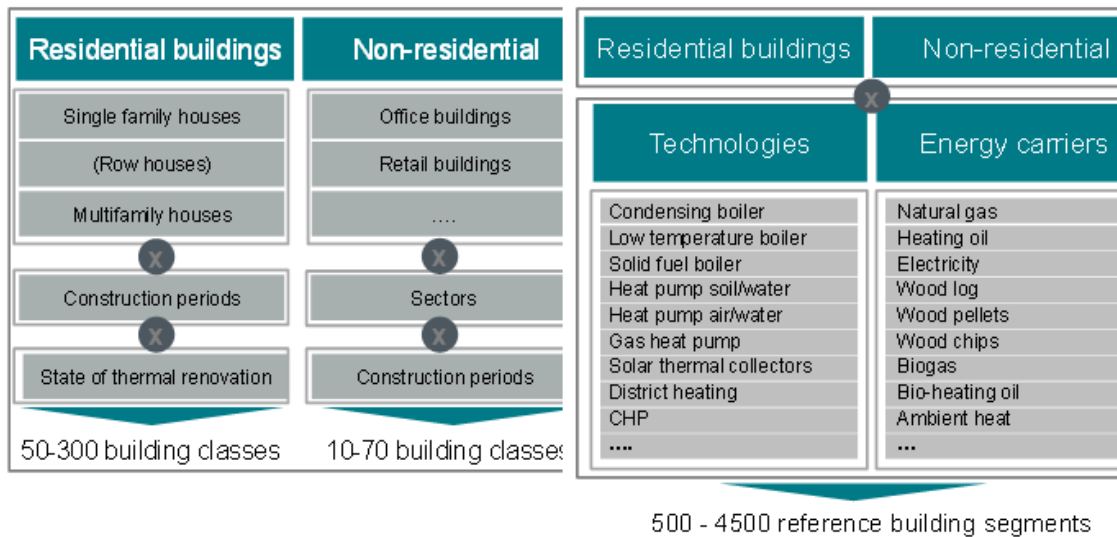 Residential buildings
Single family houses
(Row houses)
Multifamily houses
X
Construction periods
X
State of thermal renovation
50-300 building classes
Non-residential
Office buildings
Retail buildings
....
X
Sectors
X
Construction periods
10-70 building classes
Residential buildings
Non-residential
X
Technologies
Condensing boiler
Low temperature boiler
Solid fuel boiler
Heat pump soil/water
Heat pump air/water
Gas heat pump
Solar thermal collectors
District heating
CHP
....
Energy carriers
Natural gas
Heating oil
Electricity
Wood log
Wood pellets
Wood chips
Biogas
Bio-heating oil
Ambient heat
...
500 - 4500 reference building segments